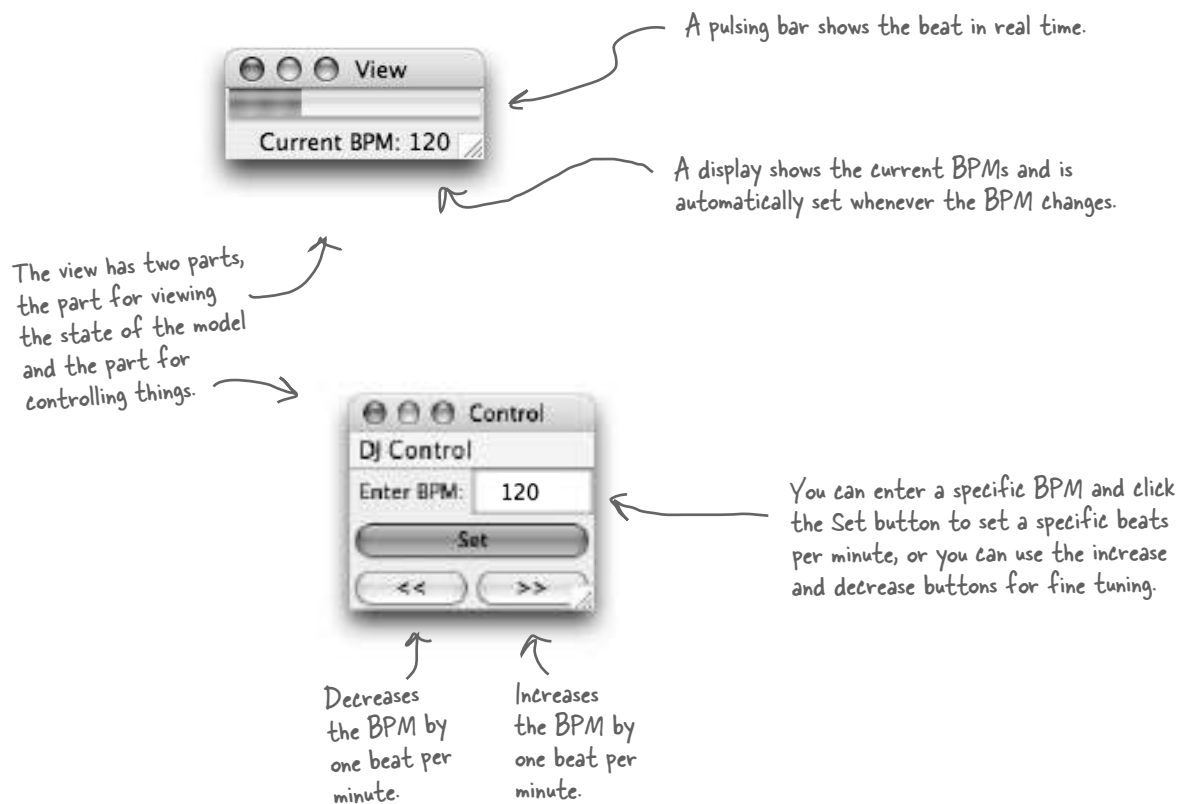 A pulsing bar shows the beat in real time.
View
Current BPM: 120
A display shows the current BPMs and is
automatically set whenever the BPM changes.
The view has two parts,
the part for viewing
the state of the model
and the part for
controlling things.
Control
DJ Control
Enter BPM: 120
Set
<< >>
You can enter a specific BPM and click
the Set button to set a specific beats
per minute, or you can use the increase
and decrease buttons for fine tuning.
Decreases
the BPM by
one beat per
minute.
Increases
the BPM by
one beat per
minute.